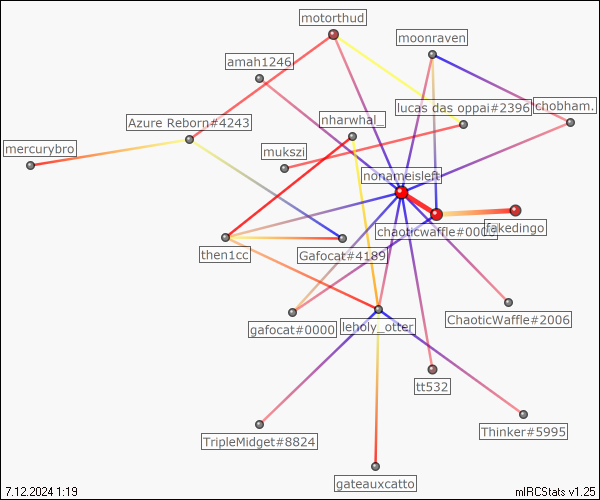 motorthud
moonraven
amah1246
lucas das oppai#2396
chobham.
nharwhal_
Azure Reborn#4243
mercurybro
mukszi
nonameisleft
chaoticwaffle#0000
fakedingo
then1cc
Gafocat#4189
gafocat#0000
leholy_otter
ChaoticWaffle#2006
tt532
TripleMidget#8824
Thinker#5995
gateauxcatto
7.12.2024 1:19
mIRCStats v1.25